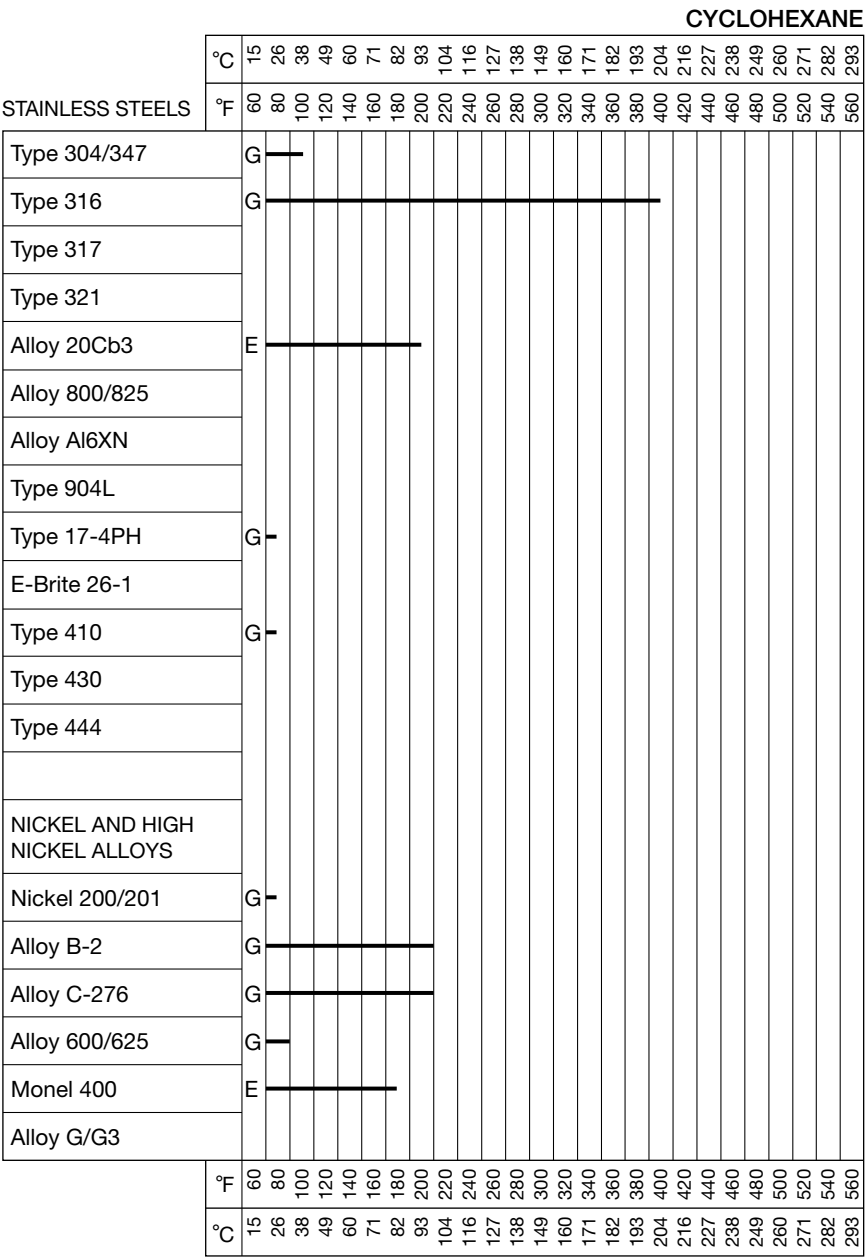 CYCLOHEXANE
°C 15 26 38 49 60 71 82 93 104 116 127 138 149 160 171 182 193 204 216 227 238 249 260 271 282 293
STAINLESS STEELS °F 60 80 100 120 140 160 180 200 220 240 260 280 300 320 340 360 380 400 420 440 460 480 500 520 540 560
Type 304/347 G
Type 316 G
Type 317
Type 321
Alloy 20Cb3 E
Alloy 800/825
Alloy Al6XN
Type 904L
Type 17-4PH G
E-Brite 26-1
Type 410 G
Type 430
Type 444
NICKEL AND HIGH
NICKEL ALLOYS
Nickel 200/201 G
Alloy B-2 G
Alloy C-276 G
Alloy 600/625 G
Monel 400 E
Alloy G/G3
°F 60 80 100 120 140 160 180 200 220 240 260 280 300 320 340 360 380 400 420 440 460 480 500 520 540 560
°C 15 26 38 49 60 71 82 93 104 116 127 138 149 160 171 182 193 204 216 227 238 249 260 271 282 293